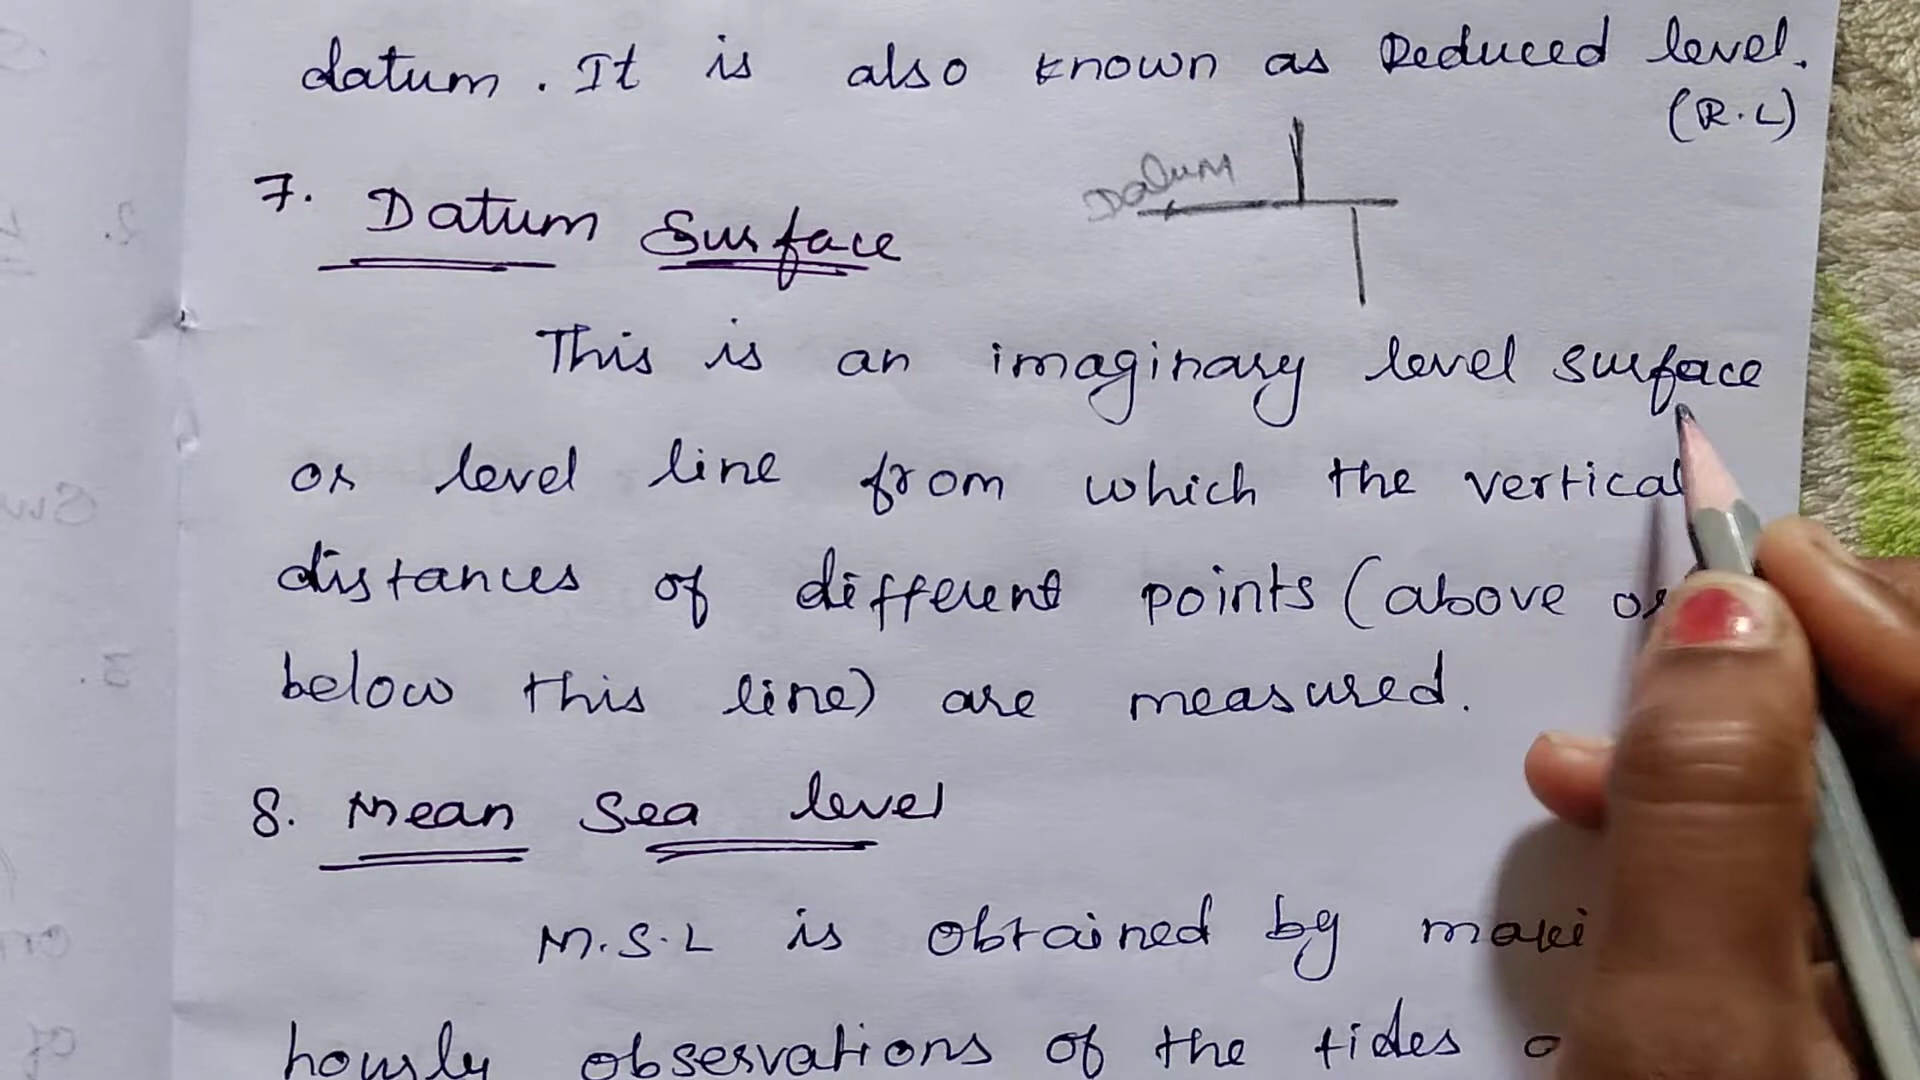 datum. It is also known as Reduced level.
(R.L)
Datum
7. Datum Surface
This is an imaginary level surface
or level line from which the vertical
distances of different points (above or
below this line) are measured.
8. Mean Sea level
M.S.L is obtained by
hourly observations of the tides